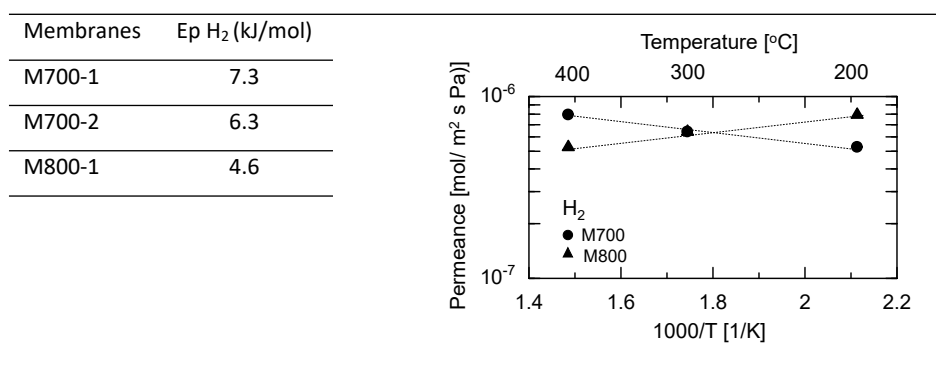 Membranes Ep H₂ (kJ/mol)
M700-1 7.3
M700-2 6.3
M800-1 4.6
Temperature [ºC]
400 300 200
Permeance [mol/ m² s Pa)]
10⁻⁶
10⁻⁷
H₂
● M700
▲ M800
1.4 1.6 1.8 2 2.2
1000/T [1/K]